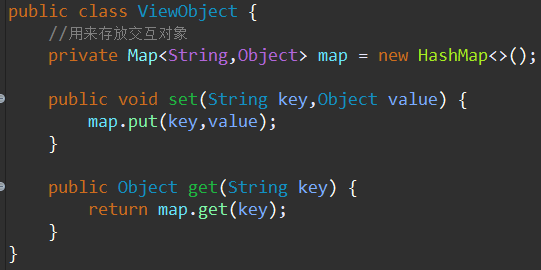 public class ViewObject {
//用来存放交互对象
private Map<String,Object> map = new HashMap<>();
public void set(String key,Object value) {
map.put(key,value);
}
public Object get(String key) {
return map.get(key);
}
}